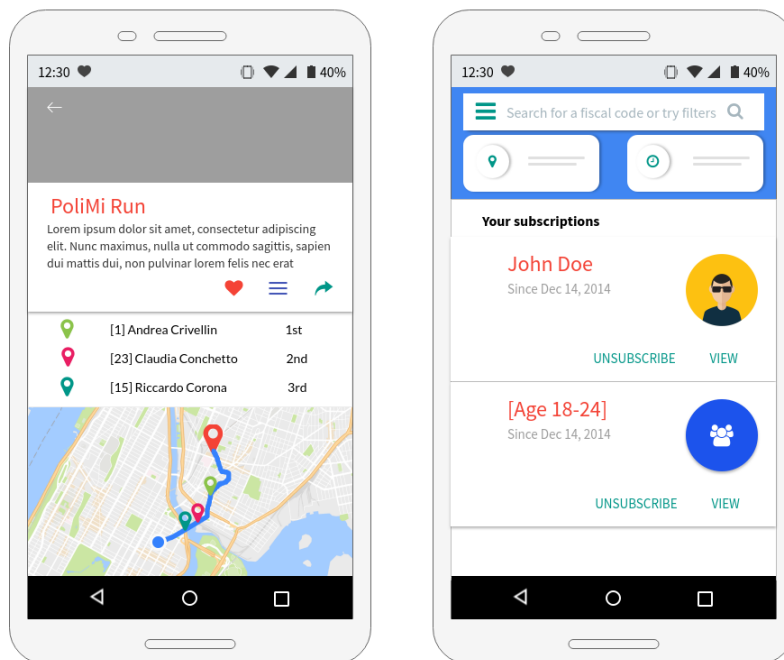 12:30
40%
PoliMi Run
Lorem ipsum dolor sit amet, consectetur adipiscing
elit. Nunc maximus, nulla ut commodo sagittis, sapien
dui mattis dui, non pulvinar lorem felis nec erat
[1] Andrea Crivellin 1st
[23] Claudia Conchetto 2nd
[15] Riccardo Corona 3rd
12:30
40%
Search for a fiscal code or try filters
Your subscriptions
John Doe
Since Dec 14, 2014
UNSUBSCRIBE VIEW
[Age 18-24]
Since Dec 14, 2014
UNSUBSCRIBE VIEW